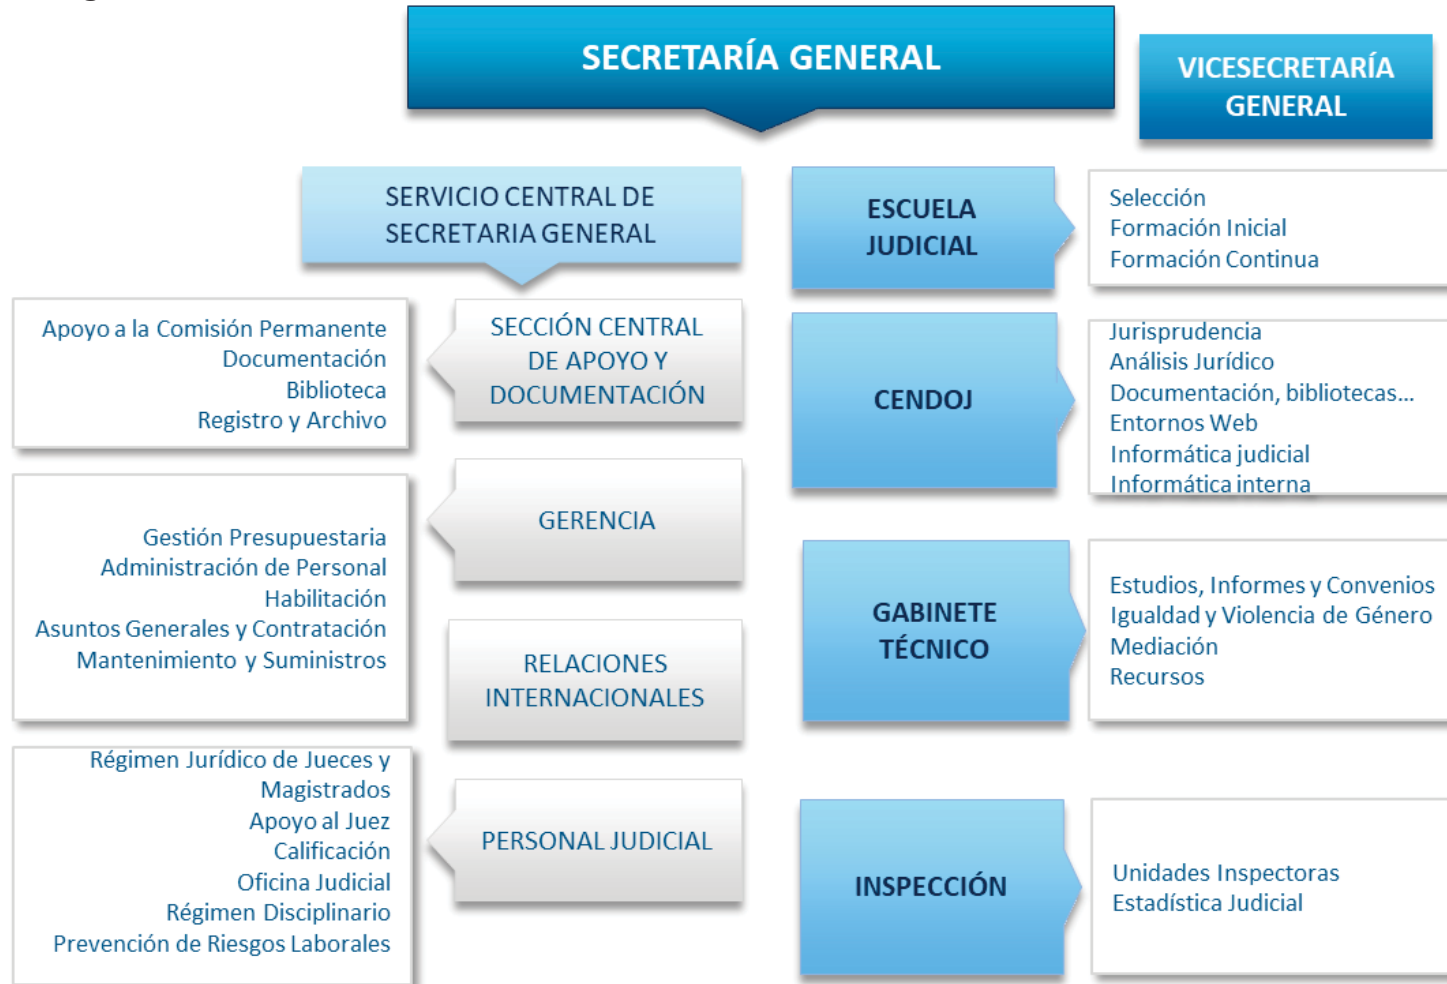 SECRETARÍA GENERAL
VICESECRETARÍA
GENERAL
SERVICIO CENTRAL DE
SECRETARIA GENERAL
SECCIÓN CENTRAL
DE APOYO Y
DOCUMENTACIÓN
Apoyo a la Comisión Permanente
Documentación
Biblioteca
Registro y Archivo
GERENCIA
Gestión Presupuestaria
Administración de Personal
Habilitación
Asuntos Generales y Contratación
Mantenimiento y Suministros
RELACIONES
INTERNACIONALES
PERSONAL JUDICIAL
Régimen Jurídico de Jueces y
Magistrados
Apoyo al Juez
Calificación
Oficina Judicial
Régimen Disciplinario
Prevención de Riesgos Laborales
ESCUELA
JUDICIAL
Selección
Formación Inicial
Formación Continua
CENDOJ
Jurisprudencia
Análisis Jurídico
Documentación, bibliotecas...
Entornos Web
Informática judicial
Informática interna
GABINETE
TÉCNICO
Estudios, Informes y Convenios
Igualdad y Violencia de Género
Mediación
Recursos
INSPECCIÓN
Unidades Inspectoras
Estadística Judicial